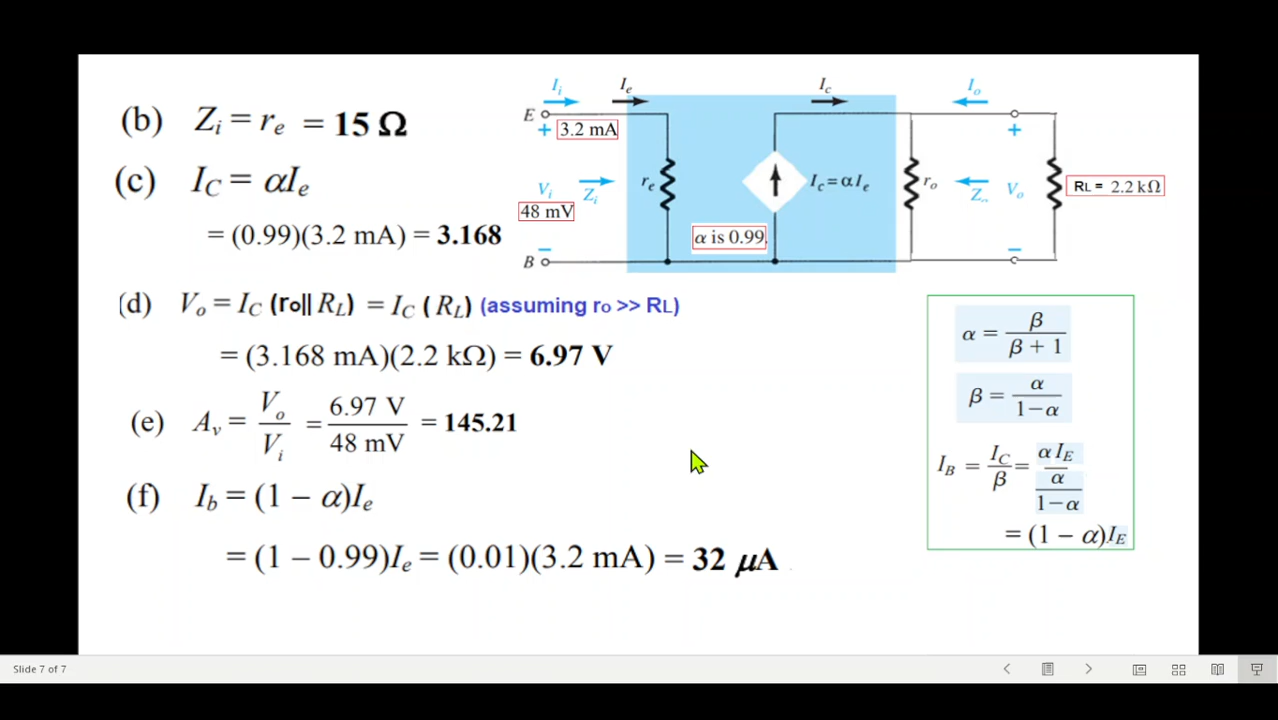 (b) Zi = re = 15 Ω
(c) IC = αIe
= (0.99)(3.2 mA) = 3.168
Ii
Ie
Ic
Io
E
+
3.2 mA
+
Vi
Zi
48 mV
re
Ic = αIe
α is 0.99.
ro
Vo
RL = 2.2 kΩ
B
−
−
(d) Vo = IC (ro|| RL) = IC ( RL) (assuming ro >> RL)
= (3.168 mA)(2.2 kΩ) = 6.97 V
(e) Av = Vo / Vi = 6.97 V / 48 mV = 145.21
(f) Ib = (1 − α)Ie
= (1 − 0.99)Ie = (0.01)(3.2 mA) = 32 μA
α = β / β + 1
β = α / 1−α
IB = IC / β = α IE / α / 1−α
= (1 − α)IE
Slide 7 of 7